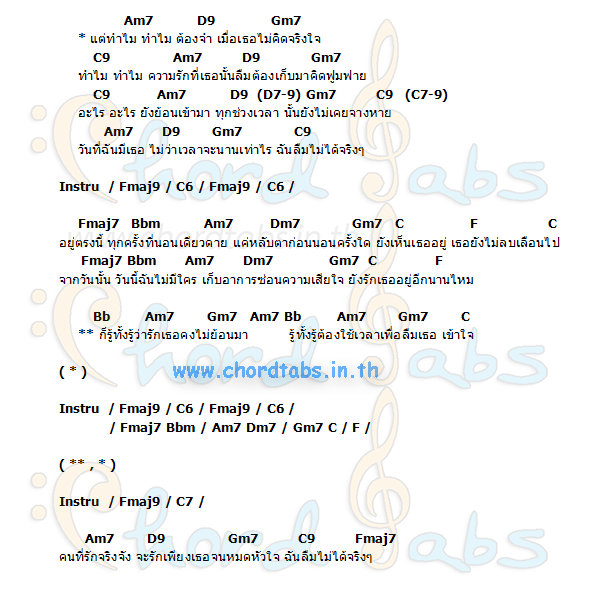 Am7 D9 Gm7
* แต่ทำไม ทำไม ต้องจำ เมื่อเธอไม่คิดจริงใจ
C9 Am7 D9 Gm7
ทำไม ทำไม ความรักที่เธอนั้นลืมต้องเก็บมาคิดฟูมฟาย
C9 Am7 D9 (D7-9) Gm7 C9 (C7-9)
อะไร อะไร ยังย้อนเข้ามา ทุกช่วงเวลา นั้นยังไม่เคยจางหาย
Am7 D9 Gm7 C9
วันที่ฉันมีเธอ ไม่ว่าเวลาจะนานเท่าไร ฉันลืมไม่ได้จริงๆ
Instru / Fmaj9 / C6 / Fmaj9 / C6 /
Fmaj7 Bbm Am7 Dm7 Gm7 C F C
อยู่ตรงนี้ ทุกครั้งที่นอนเดียวดาย แค่หลับตาก่อนนอนครั้งใด ยังเห็นเธออยู่ เธอยังไม่ลบเลือนไป
Fmaj7 Bbm Am7 Dm7 Gm7 C F
จากวันนั้น วันนี้ฉันไม่มีใคร เก็บอาการซ่อนความเสียใจ ยังรักเธออยู่อีกนานไหม
Bb Am7 Gm7 Am7 Bb Am7 Gm7 C
** ก็รู้ทั้งรู้ว่ารักเธอคงไม่ย้อนมา รู้ทั้งรู้ต้องใช้เวลาเพื่อลืมเธอ เข้าใจ
( * )
www.chordtabs.in.th
Instru / Fmaj9 / C6 / Fmaj9 / C6 /
/ Fmaj7 Bbm / Am7 Dm7 / Gm7 C / F /
( ** , * )
Instru / Fmaj9 / C7 /
Am7 D9 Gm7 C9 Fmaj7
คนที่รักจริงจัง จะรักเพียงเธอจนหมดหัวใจ ฉันลืมไม่ได้จริงๆ